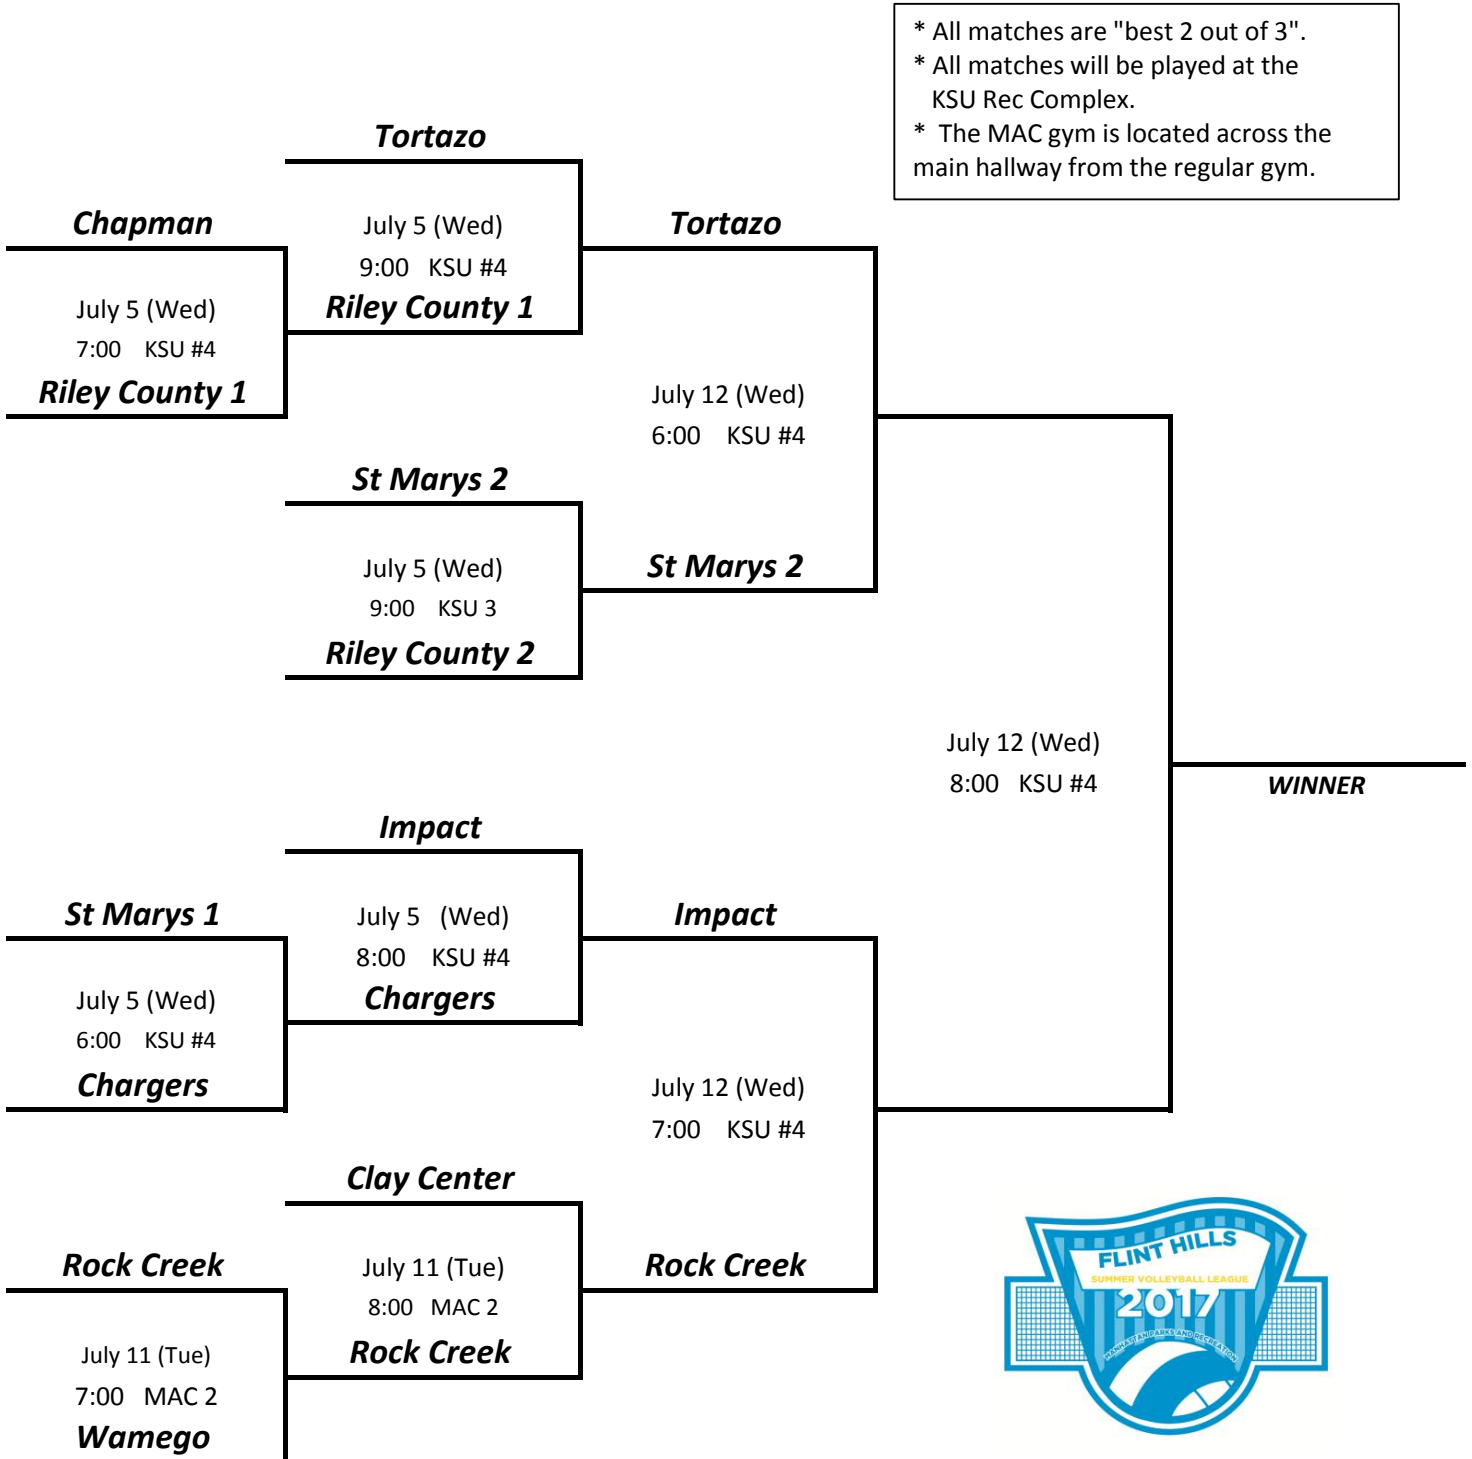 * All matches are "best 2 out of 3".
* All matches will be played at the
KSU Rec Complex.
* The MAC gym is located across the
main hallway from the regular gym.
Tortazo
Chapman
July 5 (Wed)
Tortazo
9:00 KSU #4
July 5 (Wed)
Riley County 1
7:00 KSU #4
Riley County 1
July 12 (Wed)
6:00 KSU #4
St Marys 2
July 5 (Wed)
St Marys 2
9:00 KSU 3
Riley County 2
July 12 (Wed)
8:00 KSU #4
WINNER
Impact
St Marys 1
July 5 (Wed)
Impact
8:00 KSU #4
July 5 (Wed)
Chargers
6:00 KSU #4
Chargers
July 12 (Wed)
7:00 KSU #4
Clay Center
Rock Creek
July 11 (Tue)
Rock Creek
8:00 MAC 2
July 11 (Tue)
Rock Creek
7:00 MAC 2
Wamego
FLINT HILLS
SUMMER VOLLEYBALL LEAGUE
2017
MANHATTAN PARKS AND RECREATION